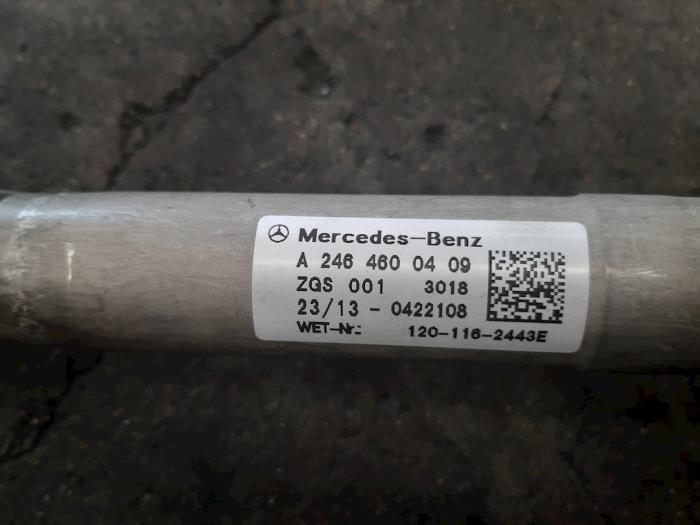 Mercedes-Benz
A 246 460 04 09
ZGS 001 3018
23/13 - 0422108
WET-Nr.: 120-116-2443E